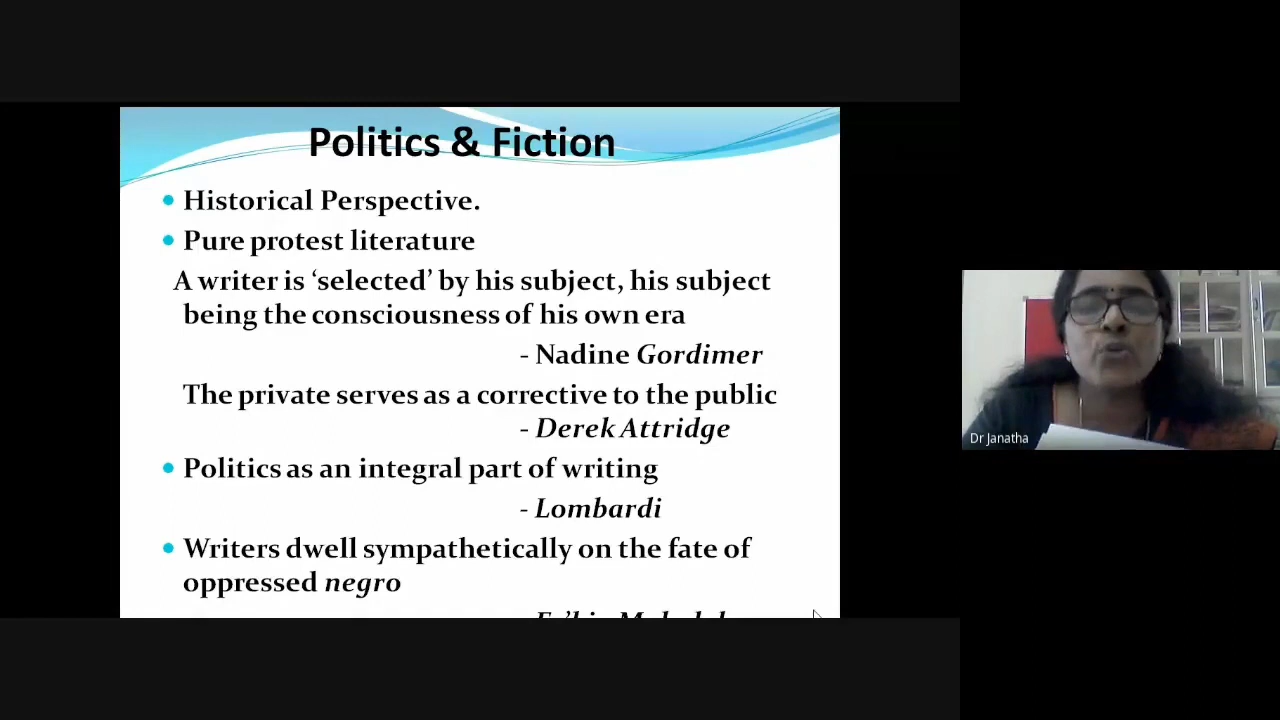 Politics & Fiction
Historical Perspective.
Pure protest literature
A writer is ‘selected’ by his subject, his subject
being the consciousness of his own era
- Nadine Gordimer
The private serves as a corrective to the public
- Derek Attridge
Politics as an integral part of writing
- Lombardi
Writers dwell sympathetically on the fate of
oppressed negro
Dr Janatha